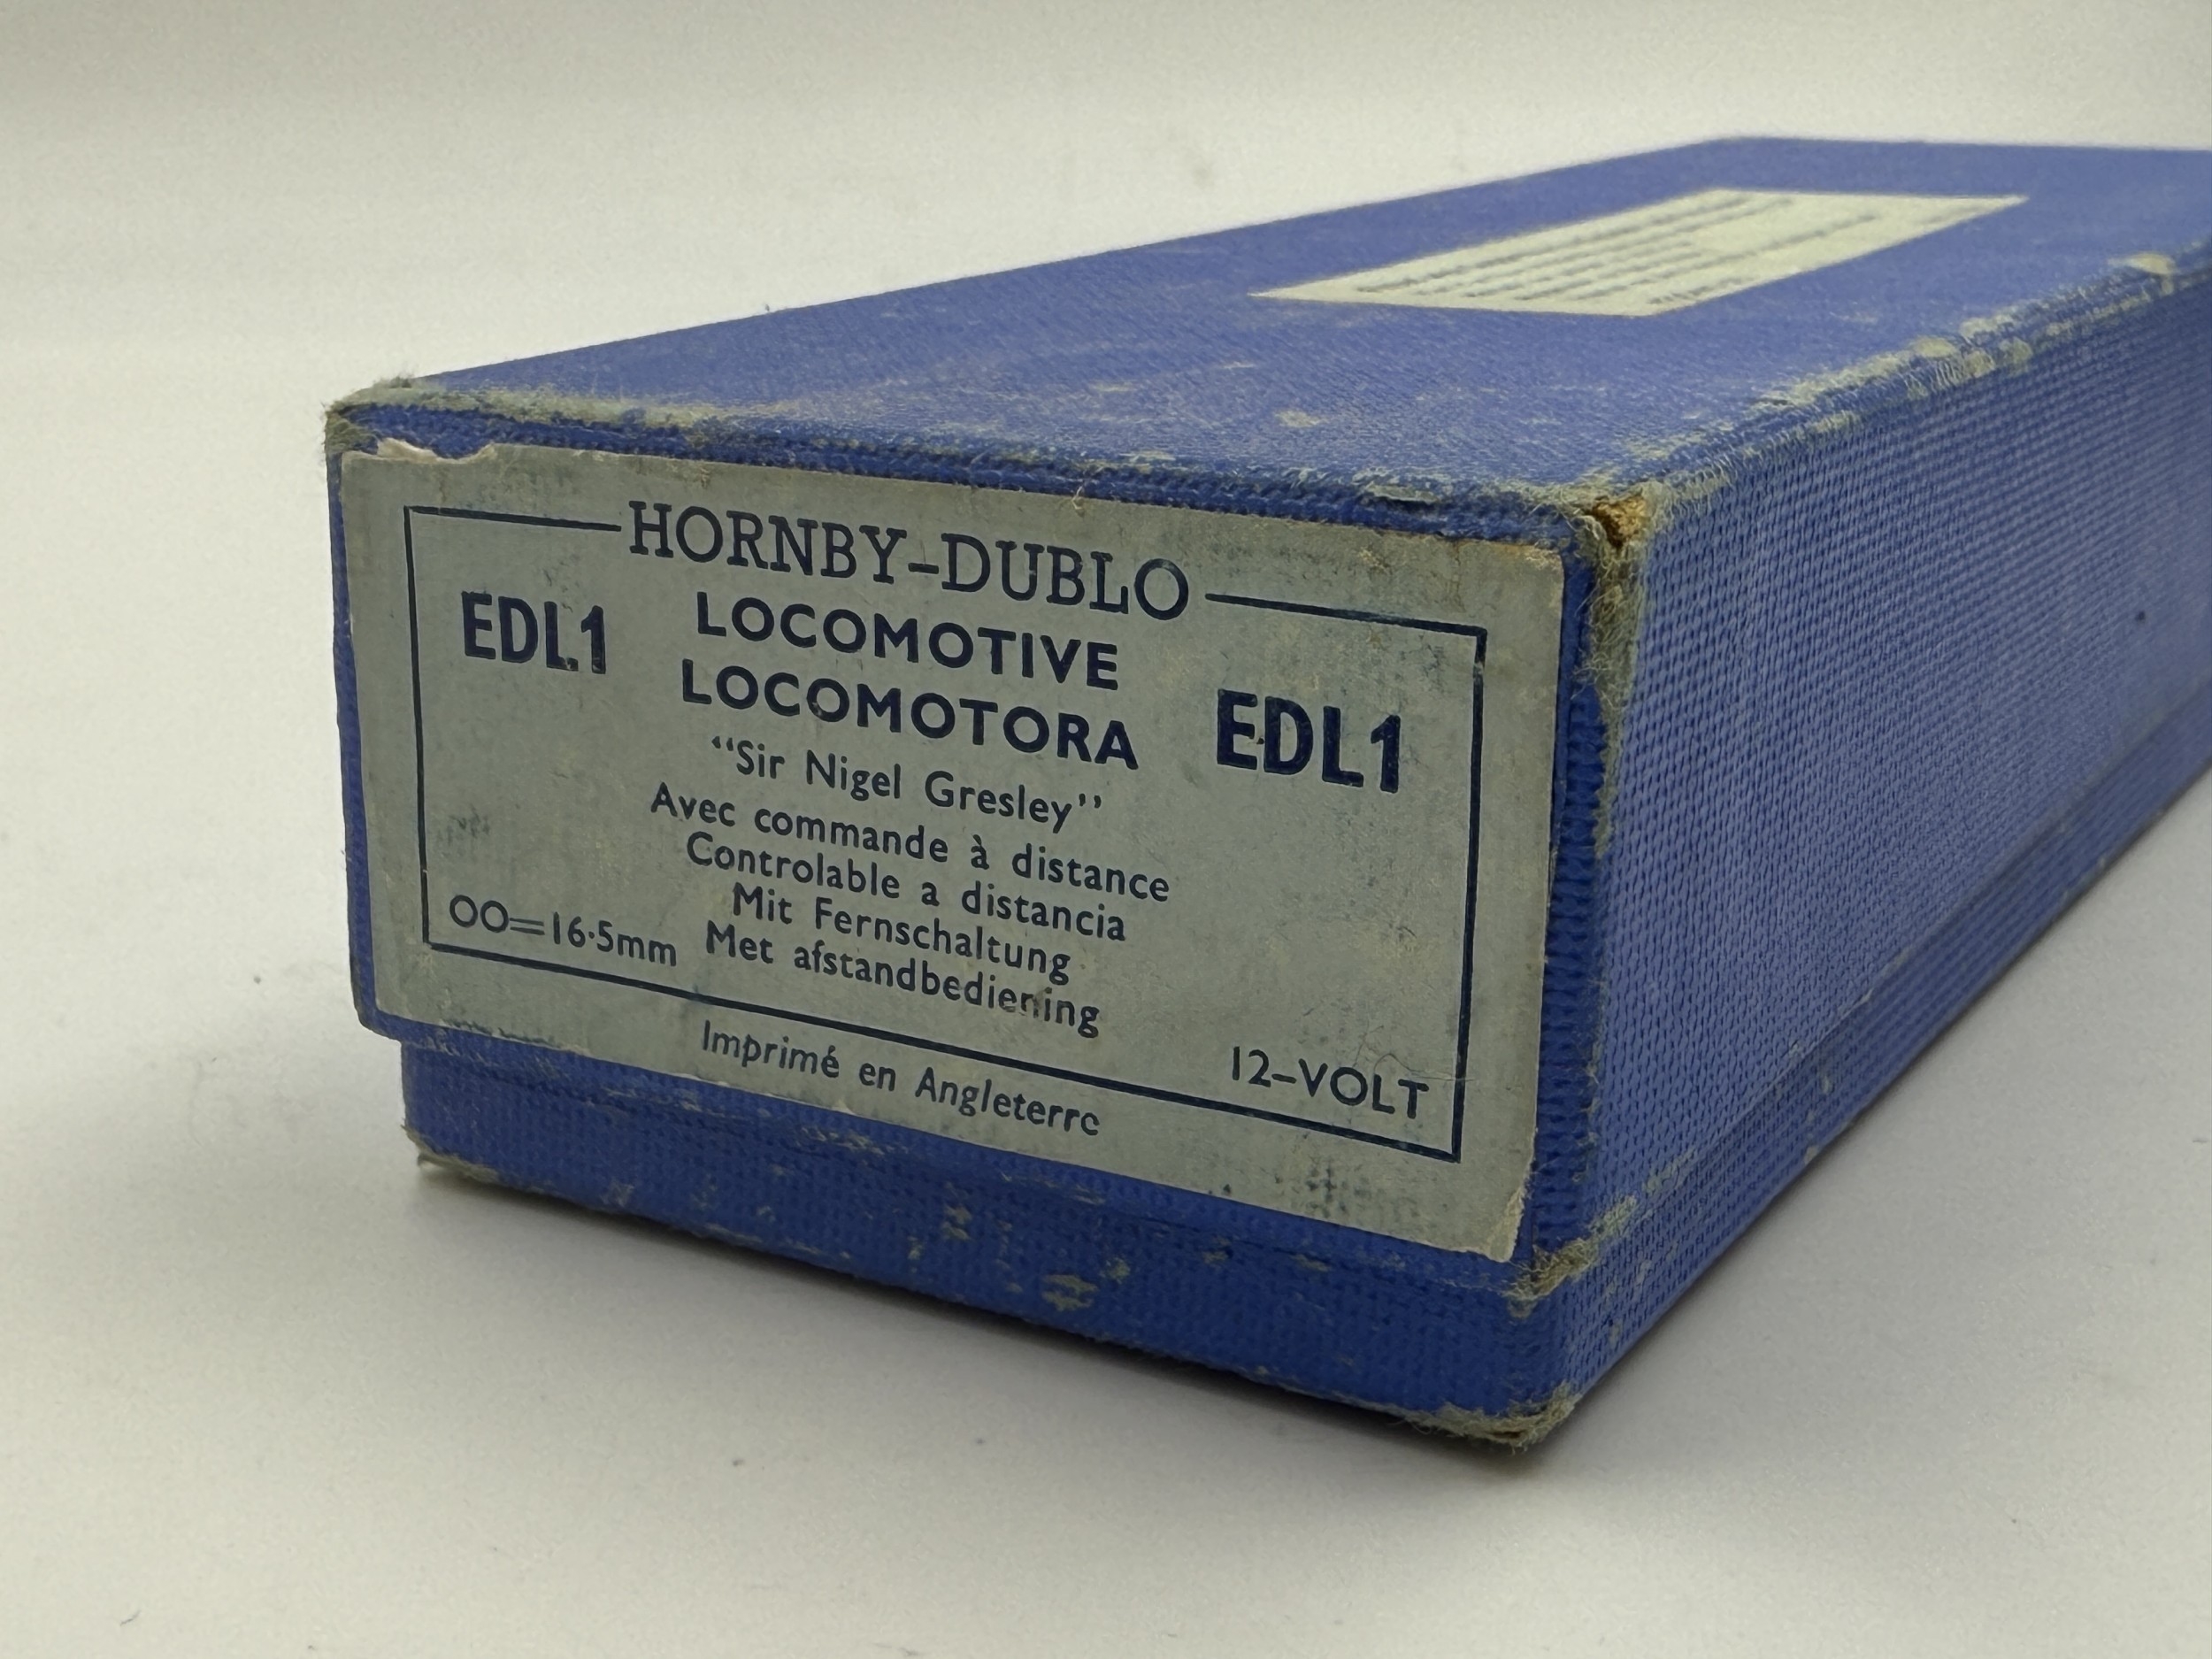 HORNBY-DUBLO
EDL1 LOCOMOTIVE
LOCOMOTORA EDL1
"Sir Nigel Gresley"
Avec commande à distance
Controlable a distancia
Mit Fernschaltung
Met afstandbediening
OO=16·5mm
12-VOLT
Imprimé en Angleterre